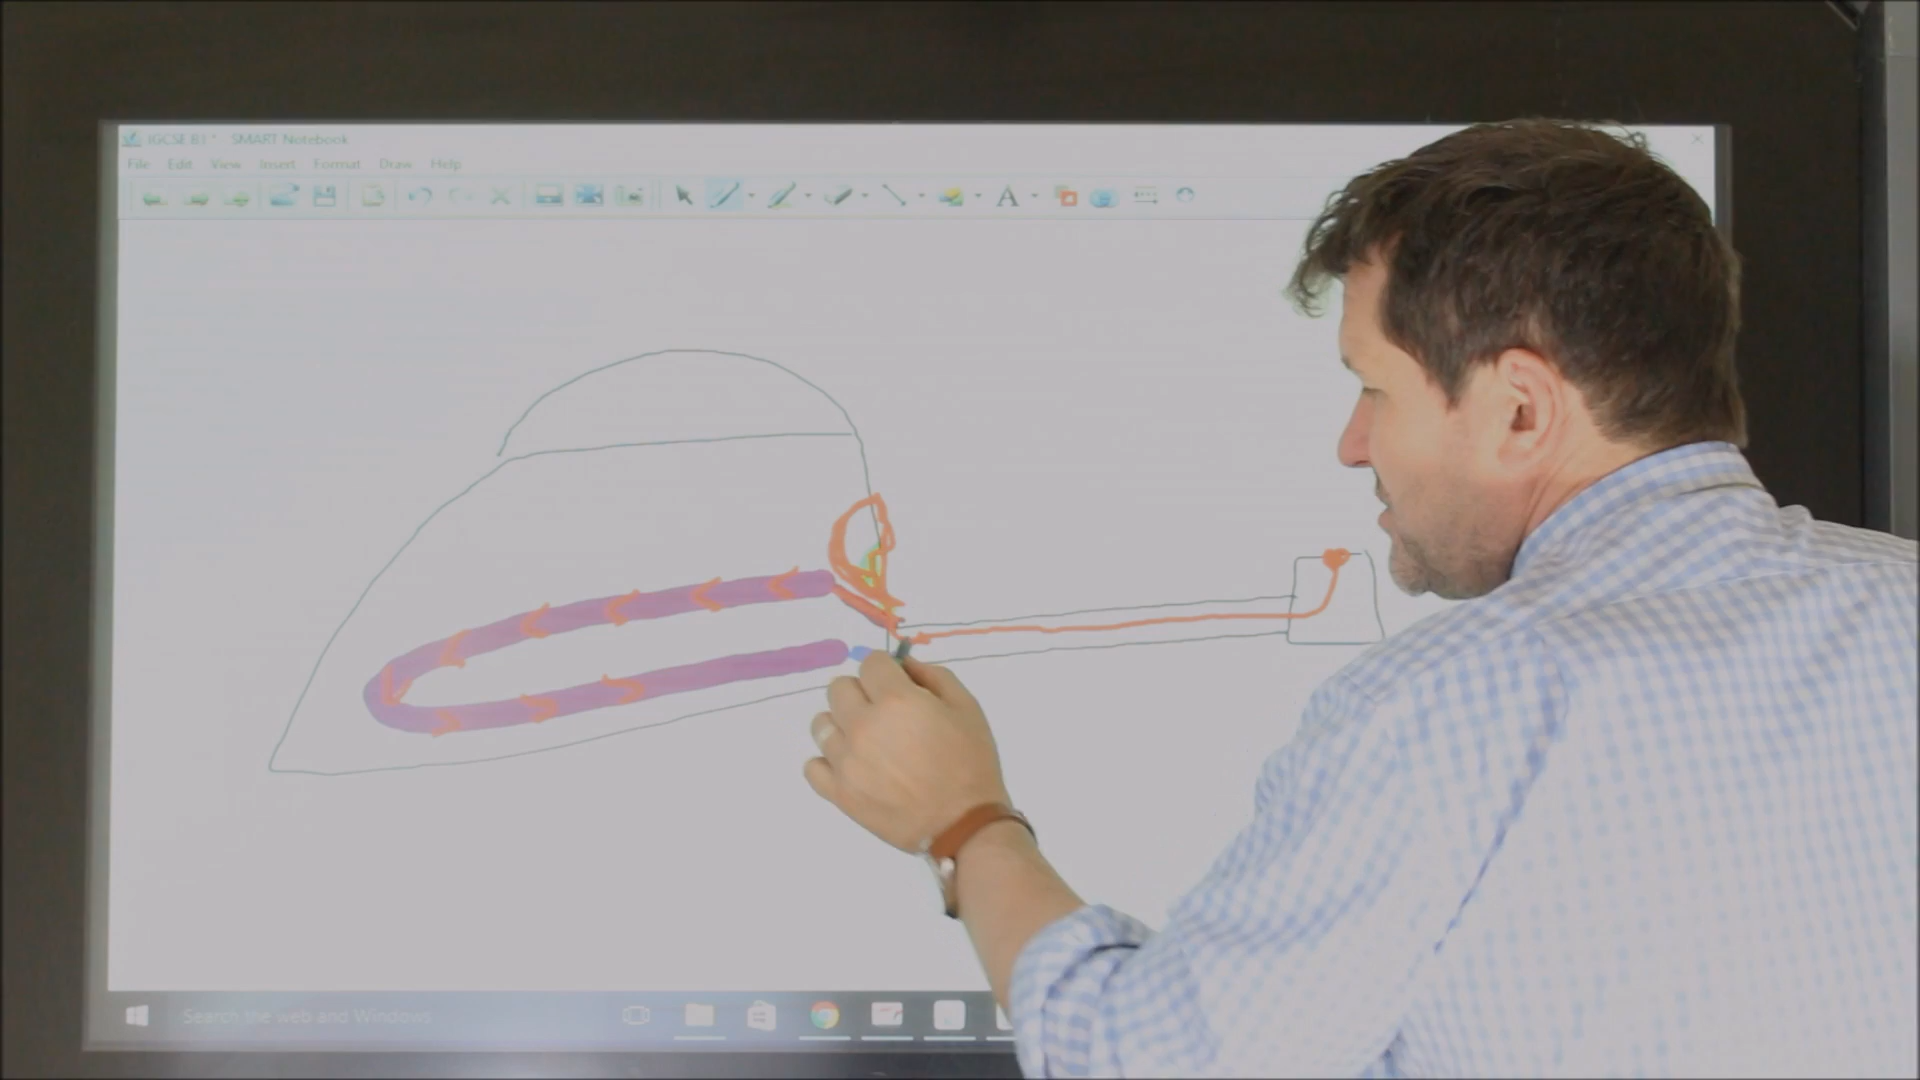 IGCSE B1* SMART Notebook
File Edit View Insert Format Draw Help
A
Search the web and Windows